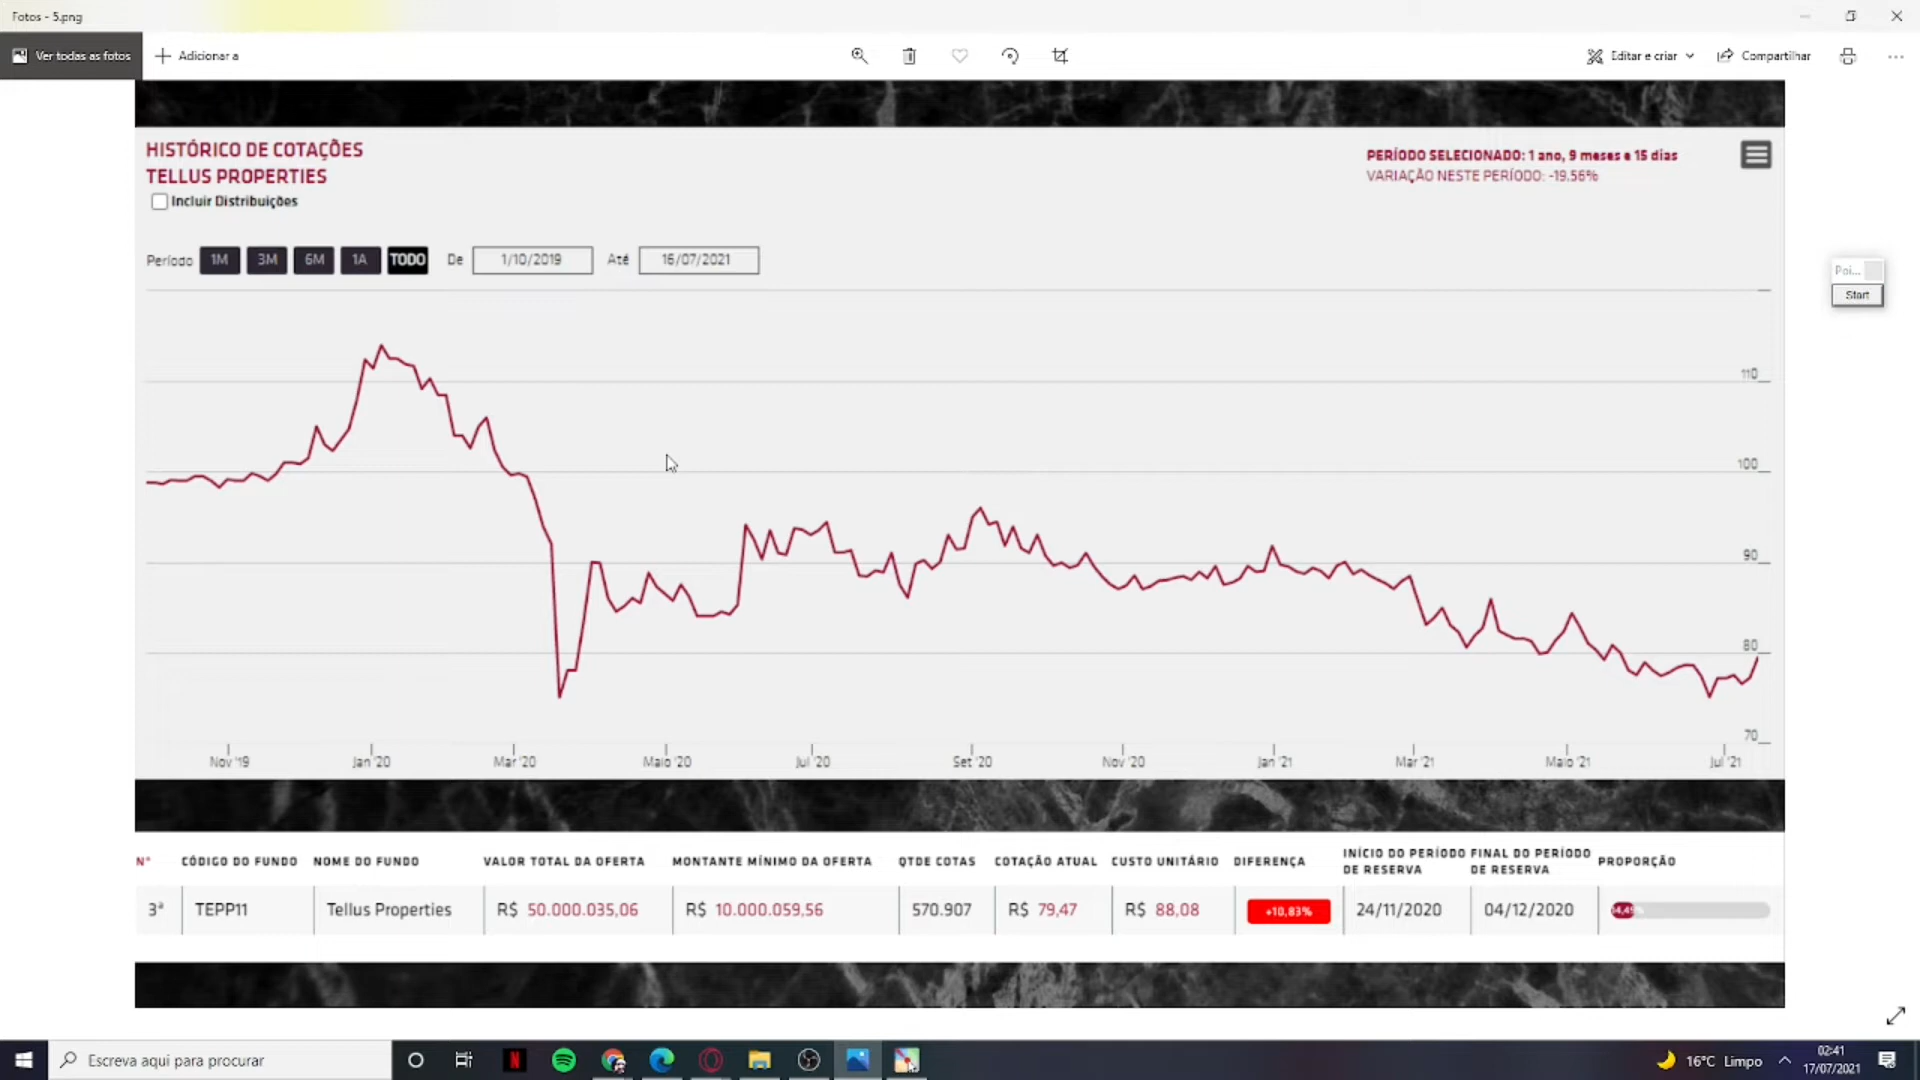 Fotos - 5.png
Ver todas as fotos
Adicionar a
Editar e criar
Compartilhar
HISTÓRICO DE COTAÇÕES
TELLUS PROPERTIES
Incluir Distribuições
PERÍODO SELECIONADO: 1 ano, 9 meses e 15 dias
VARIAÇÃO NESTE PERÍODO: -19.56%
Período 1M 3M 6M 1A TODO De 1/10/2019 Até 16/07/2021
Poi...
Start
110
100
90
80
70
Nov '19 Jan '20 Mar '20 Maio '20 Jul '20 Set '20 Nov '20 Jan '21 Mar '21 Maio '21 Jul '21
N° CÓDIGO DO FUNDO NOME DO FUNDO VALOR TOTAL DA OFERTA MONTANTE MÍNIMO DA OFERTA QTDE COTAS COTAÇÃO ATUAL CUSTO UNITÁRIO DIFERENÇA INÍCIO DO PERÍODO DE RESERVA FINAL DO PERÍODO DE RESERVA PROPORÇÃO
3ª TEPP11 Tellus Properties R$ 50.000.035,06 R$ 10.000.059,56 570.907 R$ 79,47 R$ 88,08 +10,83% 24/11/2020 04/12/2020
Escreva aqui para procurar
16°C Limpo
02:41
17/07/2021